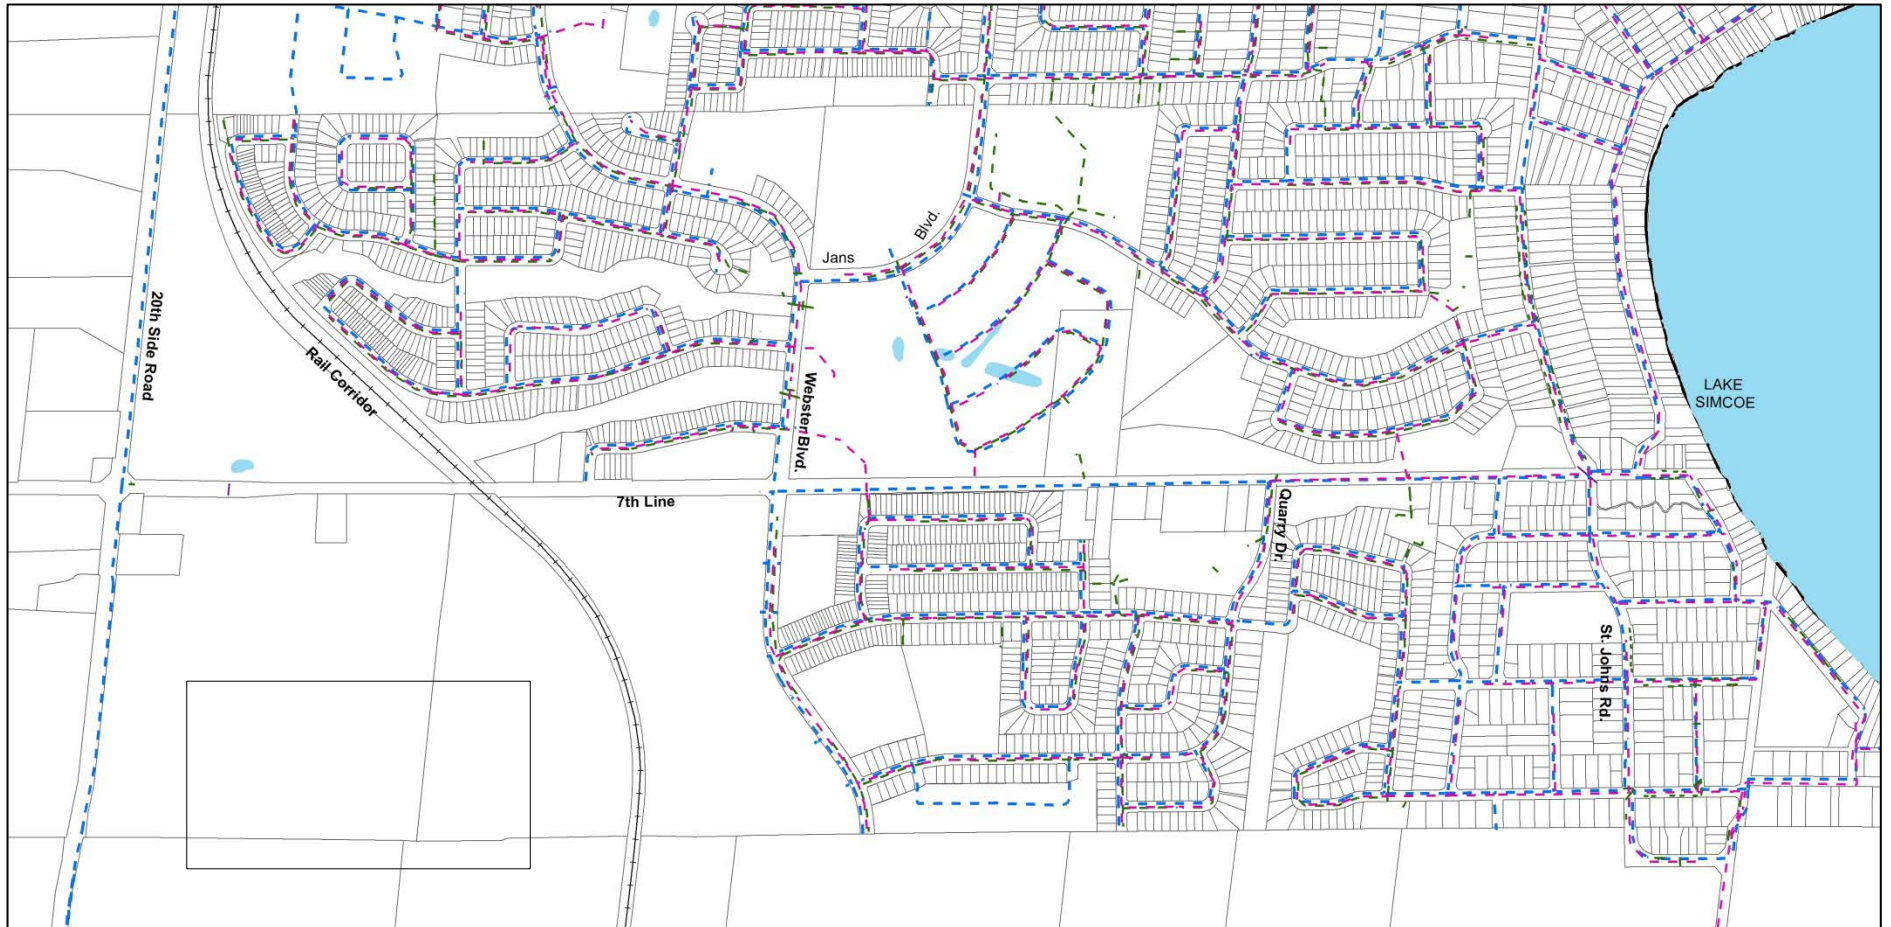 Jans
Blvd.
20th Side Road
Rail Corridor
Webster Blvd.
LAKE
SIMCOE
7th Line
Quarry Dr.
St. Johns Rd.